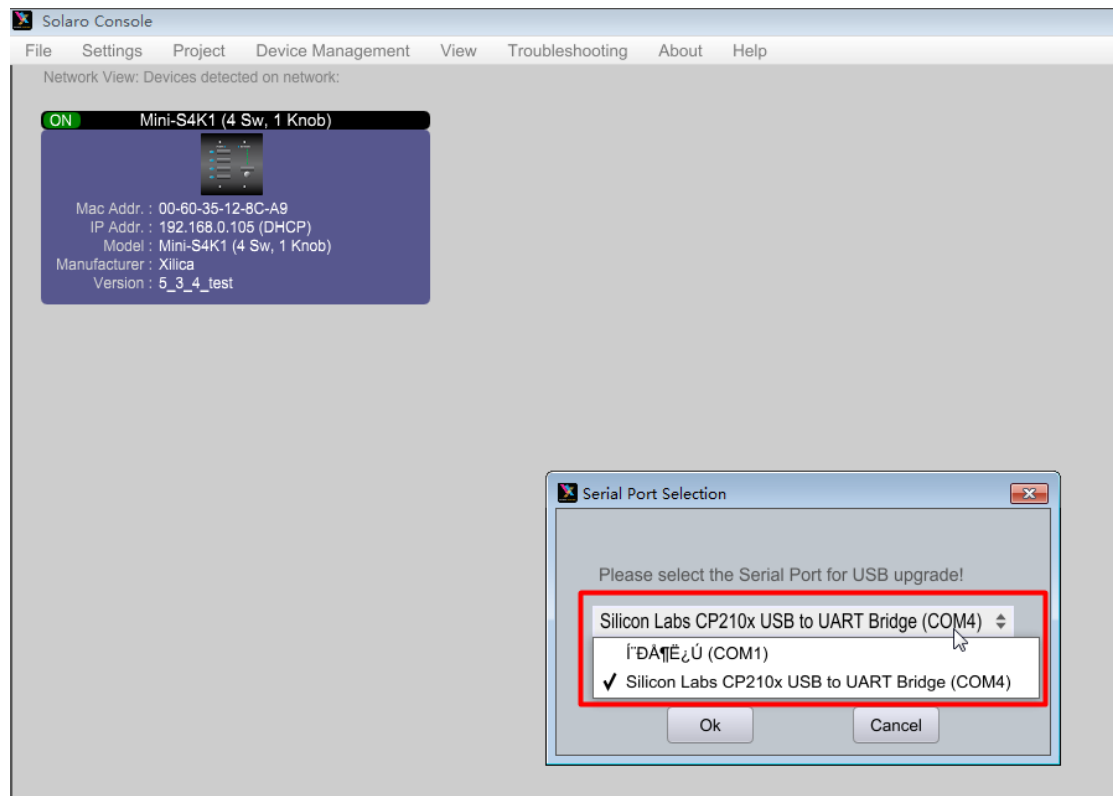 Solaro Console
File Settings Project Device Management View Troubleshooting About Help
Network View: Devices detected on network:
ON Mini-S4K1 (4 Sw, 1 Knob)
Mac Addr. : 00-60-35-12-8C-A9
IP Addr. : 192.168.0.105 (DHCP)
Model : Mini-S4K1 (4 Sw, 1 Knob)
Manufacturer : Xilica
Version : 5_3_4_test
Serial Port Selection
Please select the Serial Port for USB upgrade!
Silicon Labs CP210x USB to UART Bridge (COM4)
Í¨ÐÅ¶Ë¿Ú (COM1)
✓ Silicon Labs CP210x USB to UART Bridge (COM4)
Ok Cancel